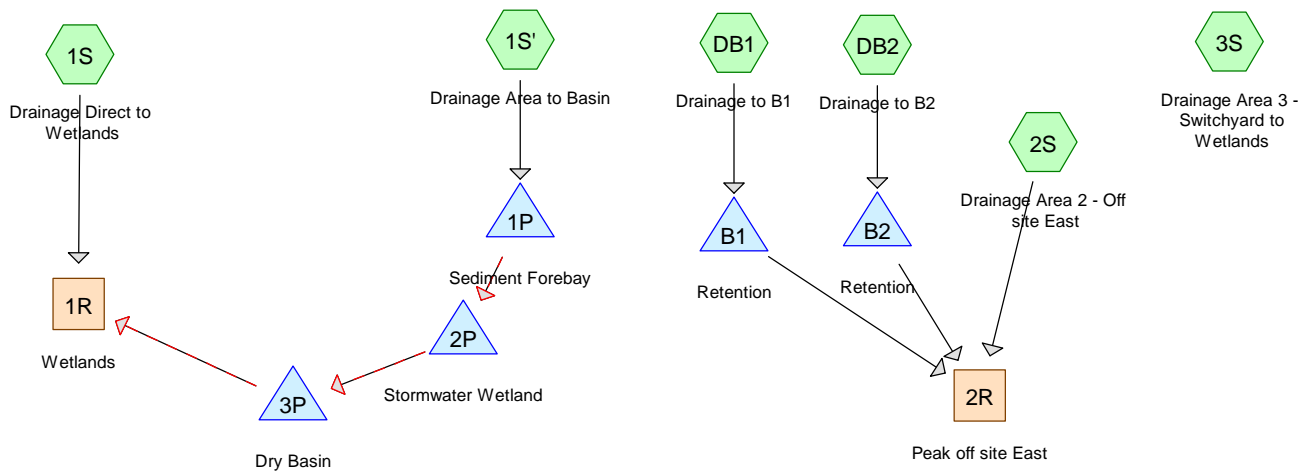 1S
Drainage Direct to
Wetlands
1S'
Drainage Area to Basin
DB1
Drainage to B1
DB2
Drainage to B2
3S
Drainage Area 3 -
Switchyard to
Wetlands
2S
Drainage Area 2 - Off
site East
1P
Sediment Forebay
B1
Retention
B2
Retention
1R
Wetlands
2P
Stormwater Wetland
3P
Dry Basin
2R
Peak off site East